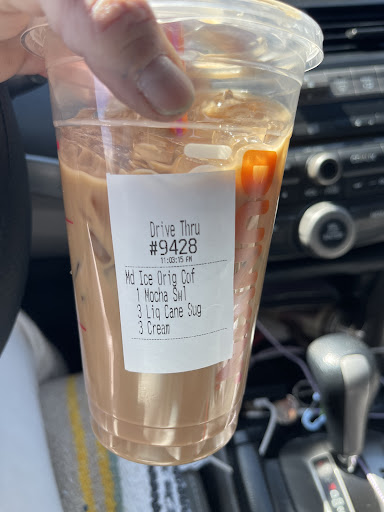 Drive Thru
#9428
11:03:15 AM
Md Ice Orig Cof
1 Mocha Swl
3 Liq Cane Sug
3 Cream